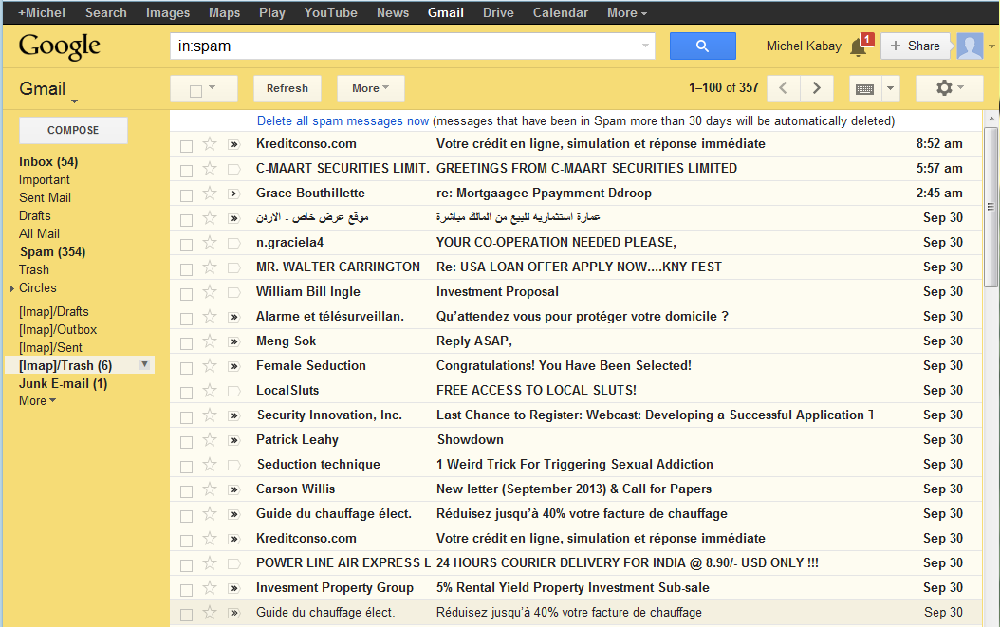 +Michel Search Images Maps Play YouTube News Gmail Drive Calendar More
Google in:spam Michel Kabay 1 + Share
Gmail Refresh More 1–100 of 357
Delete all spam messages now (messages that have been in Spam more than 30 days will be automatically deleted)
COMPOSE
Inbox (54)
Important
Sent Mail
Drafts
All Mail
Spam (354)
Trash
Circles
[Imap]/Drafts
[Imap]/Outbox
[Imap]/Sent
[Imap]/Trash (6)
Junk E-mail (1)
More
Kreditconso.com Votre crédit en ligne, simulation et réponse immédiate 8:52 am
C-MAART SECURITIES LIMIT. GREETINGS FROM C-MAART SECURITIES LIMITED 5:57 am
Grace Bouthillette re: Mortgaagee Ppaymment Ddroop 2:45 am
موقع عرض خاص - الاردن عمارة استثمارية للبيع من المالك مباشرة Sep 30
n.graciela4 YOUR CO-OPERATION NEEDED PLEASE, Sep 30
MR. WALTER CARRINGTON Re: USA LOAN OFFER APPLY NOW....KNY FEST Sep 30
William Bill Ingle Investment Proposal Sep 30
Alarme et télésurveillan. Qu'attendez vous pour protéger votre domicile ? Sep 30
Meng Sok Reply ASAP, Sep 30
Female Seduction Congratulations! You Have Been Selected! Sep 30
LocalSluts FREE ACCESS TO LOCAL SLUTS! Sep 30
Security Innovation, Inc. Last Chance to Register: Webcast: Developing a Successful Application Sep 30
Patrick Leahy Showdown Sep 30
Seduction technique 1 Weird Trick For Triggering Sexual Addiction Sep 30
Carson Willis New letter (September 2013) & Call for Papers Sep 30
Guide du chauffage élect. Réduisez jusqu'à 40% votre facture de chauffage Sep 30
Kreditconso.com Votre crédit en ligne, simulation et réponse immédiate Sep 30
POWER LINE AIR EXPRESS L 24 HOURS COURIER DELIVERY FOR INDIA @ 8.90/- USD ONLY !!! Sep 30
Invesment Property Group 5% Rental Yield Property Investment Sub-sale Sep 30
Guide du chauffage élect. Réduisez jusqu'à 40% votre facture de chauffage Sep 30